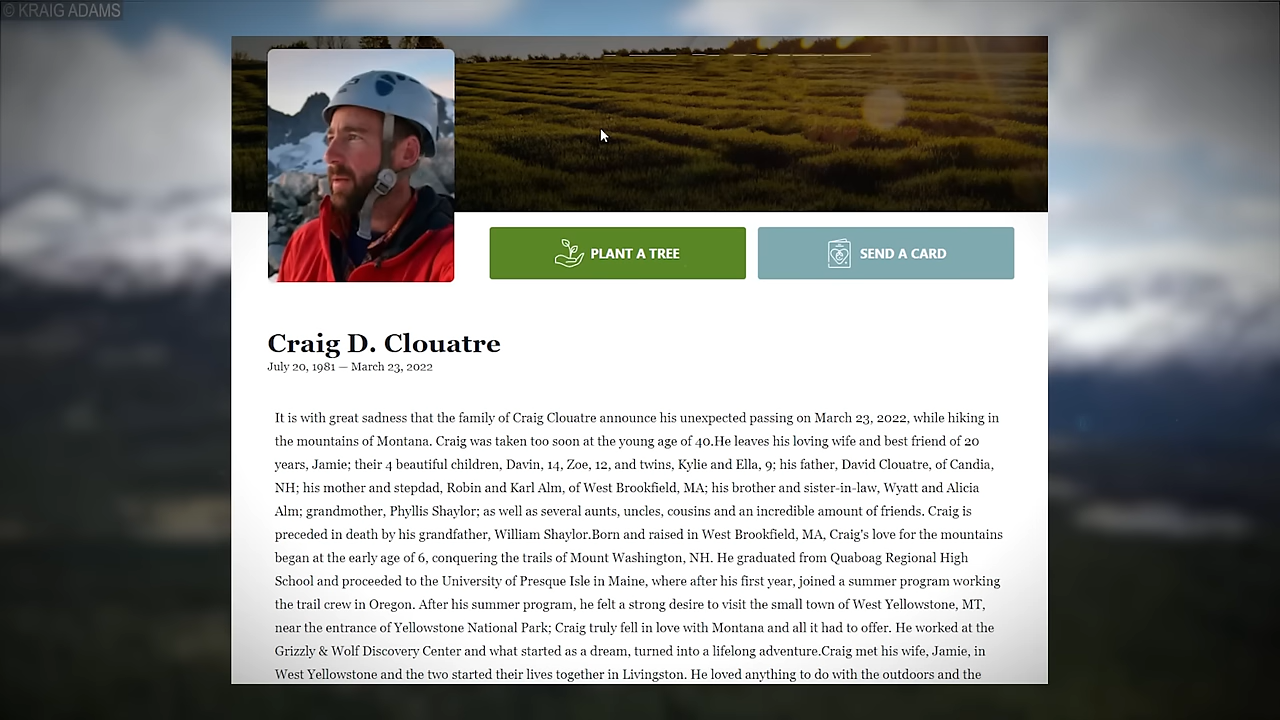 © KRAIG ADAMS
PLANT A TREE
SEND A CARD
Craig D. Clouatre
July 20, 1981 — March 23, 2022
It is with great sadness that the family of Craig Clouatre announce his unexpected passing on March 23, 2022, while hiking in
the mountains of Montana. Craig was taken too soon at the young age of 40.He leaves his loving wife and best friend of 20
years, Jamie; their 4 beautiful children, Davin, 14, Zoe, 12, and twins, Kylie and Ella, 9; his father, David Clouatre, of Candia,
NH; his mother and stepdad, Robin and Karl Alm, of West Brookfield, MA; his brother and sister-in-law, Wyatt and Alicia
Alm; grandmother, Phyllis Shaylor; as well as several aunts, uncles, cousins and an incredible amount of friends. Craig is
preceded in death by his grandfather, William Shaylor.Born and raised in West Brookfield, MA, Craig's love for the mountains
began at the early age of 6, conquering the trails of Mount Washington, NH. He graduated from Quaboag Regional High
School and proceeded to the University of Presque Isle in Maine, where after his first year, joined a summer program working
the trail crew in Oregon. After his summer program, he felt a strong desire to visit the small town of West Yellowstone, MT,
near the entrance of Yellowstone National Park; Craig truly fell in love with Montana and all it had to offer. He worked at the
Grizzly & Wolf Discovery Center and what started as a dream, turned into a lifelong adventure.Craig met his wife, Jamie, in
West Yellowstone and the two started their lives together in Livingston. He loved anything to do with the outdoors and the